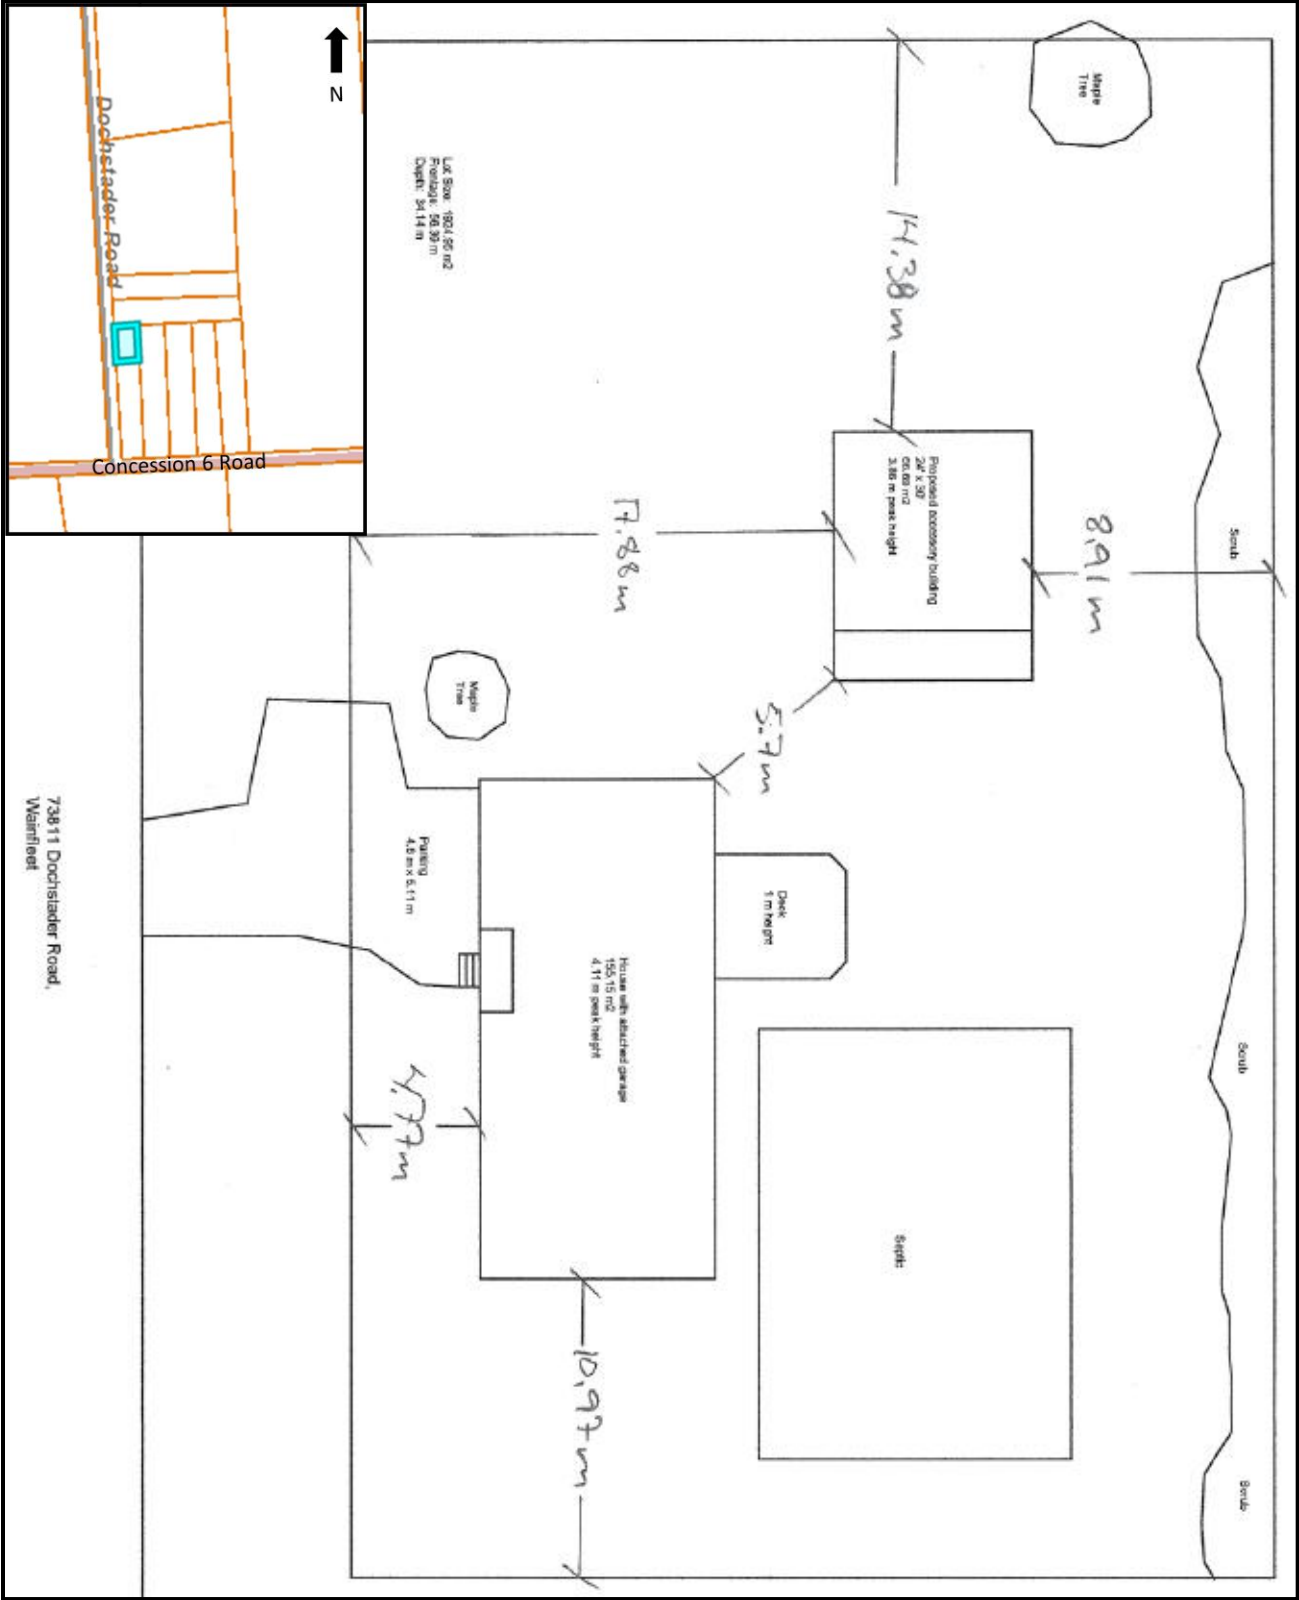 N
Dochstader Road
Concession 6 Road
Maple
Tree
Lot Size: 1924.95 m2
Frontage: 56.39 m
Depth: 34.14 m
14.38 m
Proposed accessory building
24' x 30'
66.89 m2
3.86 m peak height
17.88 m
8.91 m
Scrub
Maple
Tree
5.7 m
73811 Dochstader Road,
Wainfleet
Parking
4.6 m x 6.11 m
Deck
1 m height
House with attached garage
155.15 m2
4.11 m peak height
Scrub
4.77 m
Septic
10.97 m
Scrub